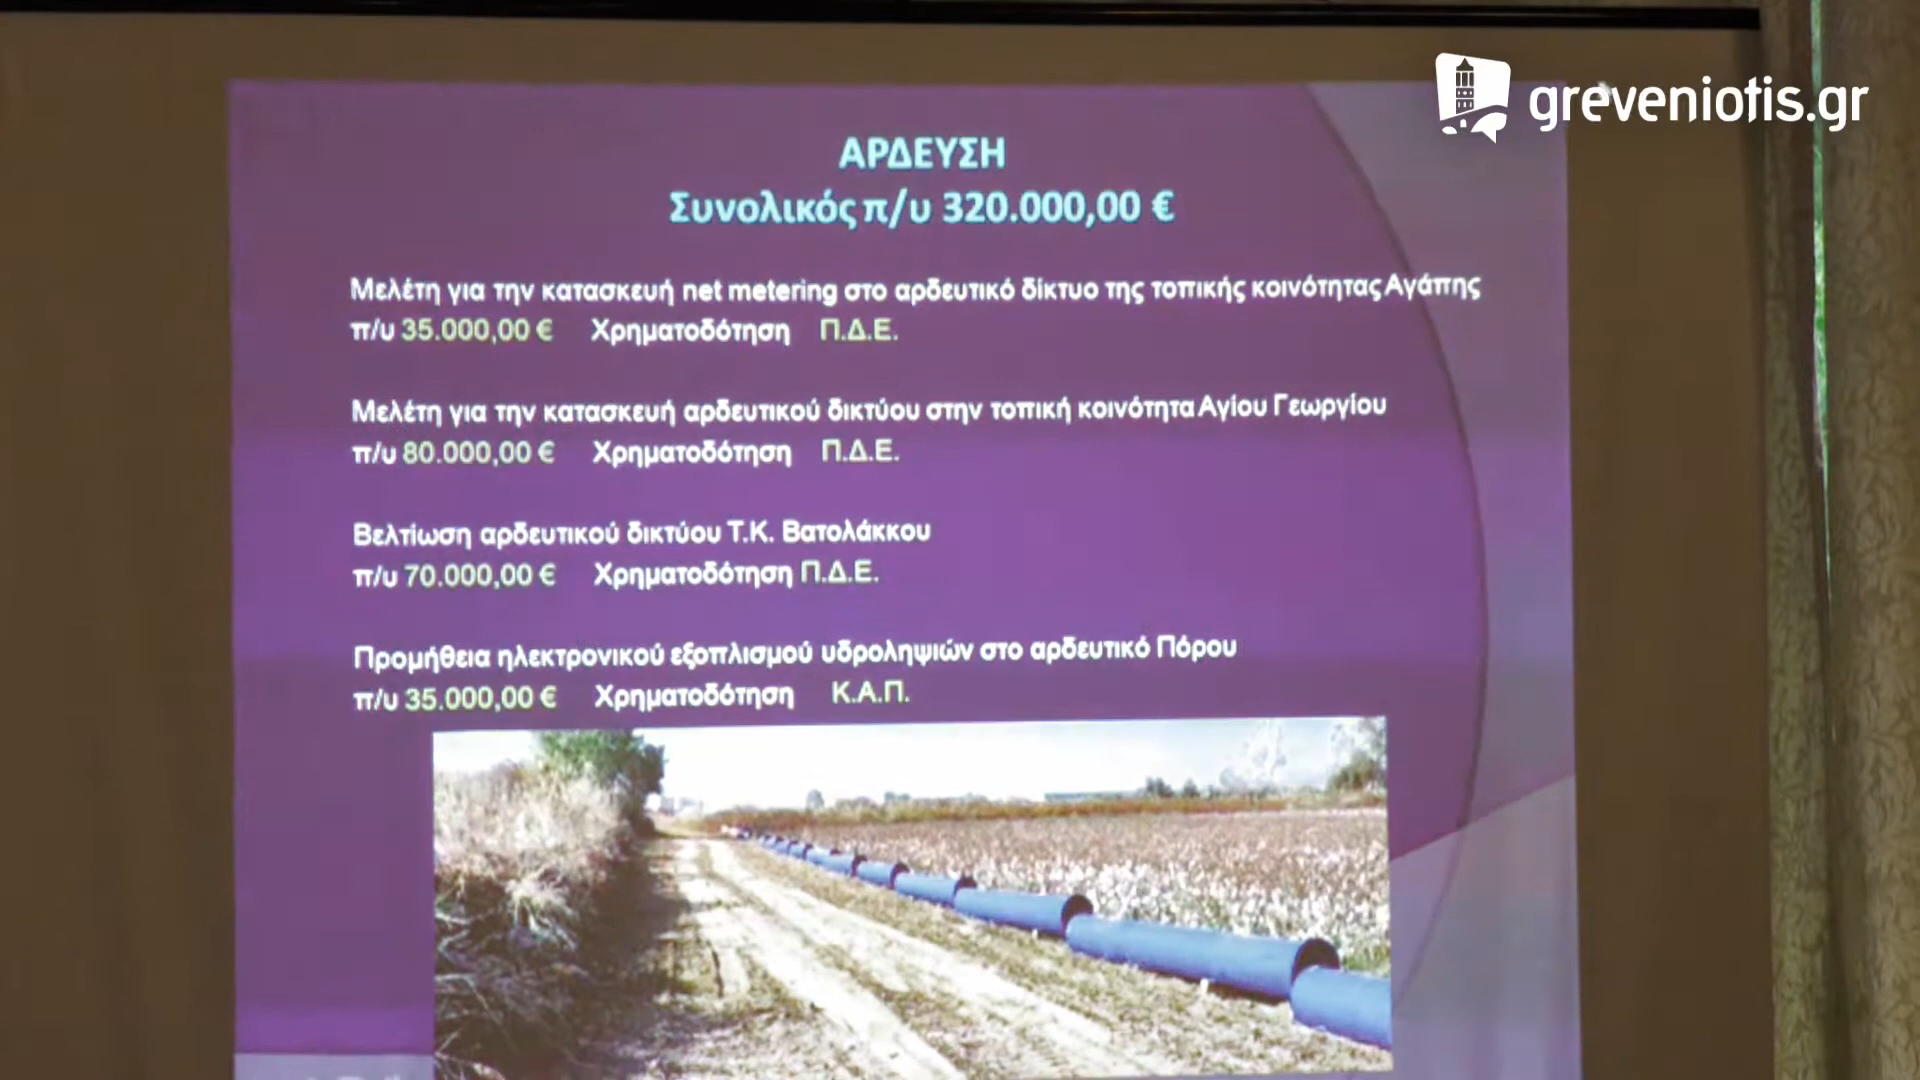 greveniotis.gr
ΑΡΔΕΥΣΗ
Συνολικός π/υ 320.000,00 €
Μελέτη για την κατασκευή net metering στο αρδευτικό δίκτυο της τοπικής κοινότητας Αγάπης
π/υ 35.000,00 € Χρηματοδότηση Π.Δ.Ε.
Μελέτη για την κατασκευή αρδευτικού δικτύου στην τοπική κοινότητα Αγίου Γεωργίου
π/υ 80.000,00 € Χρηματοδότηση Π.Δ.Ε.
Βελτίωση αρδευτικού δικτύου Τ.Κ. Βατολάκκου
π/υ 70.000,00 € Χρηματοδότηση Π.Δ.Ε.
Προμήθεια ηλεκτρονικού εξοπλισμού υδροληψιών στο αρδευτικό Πόρου
π/υ 35.000,00 € Χρηματοδότηση Κ.Α.Π.